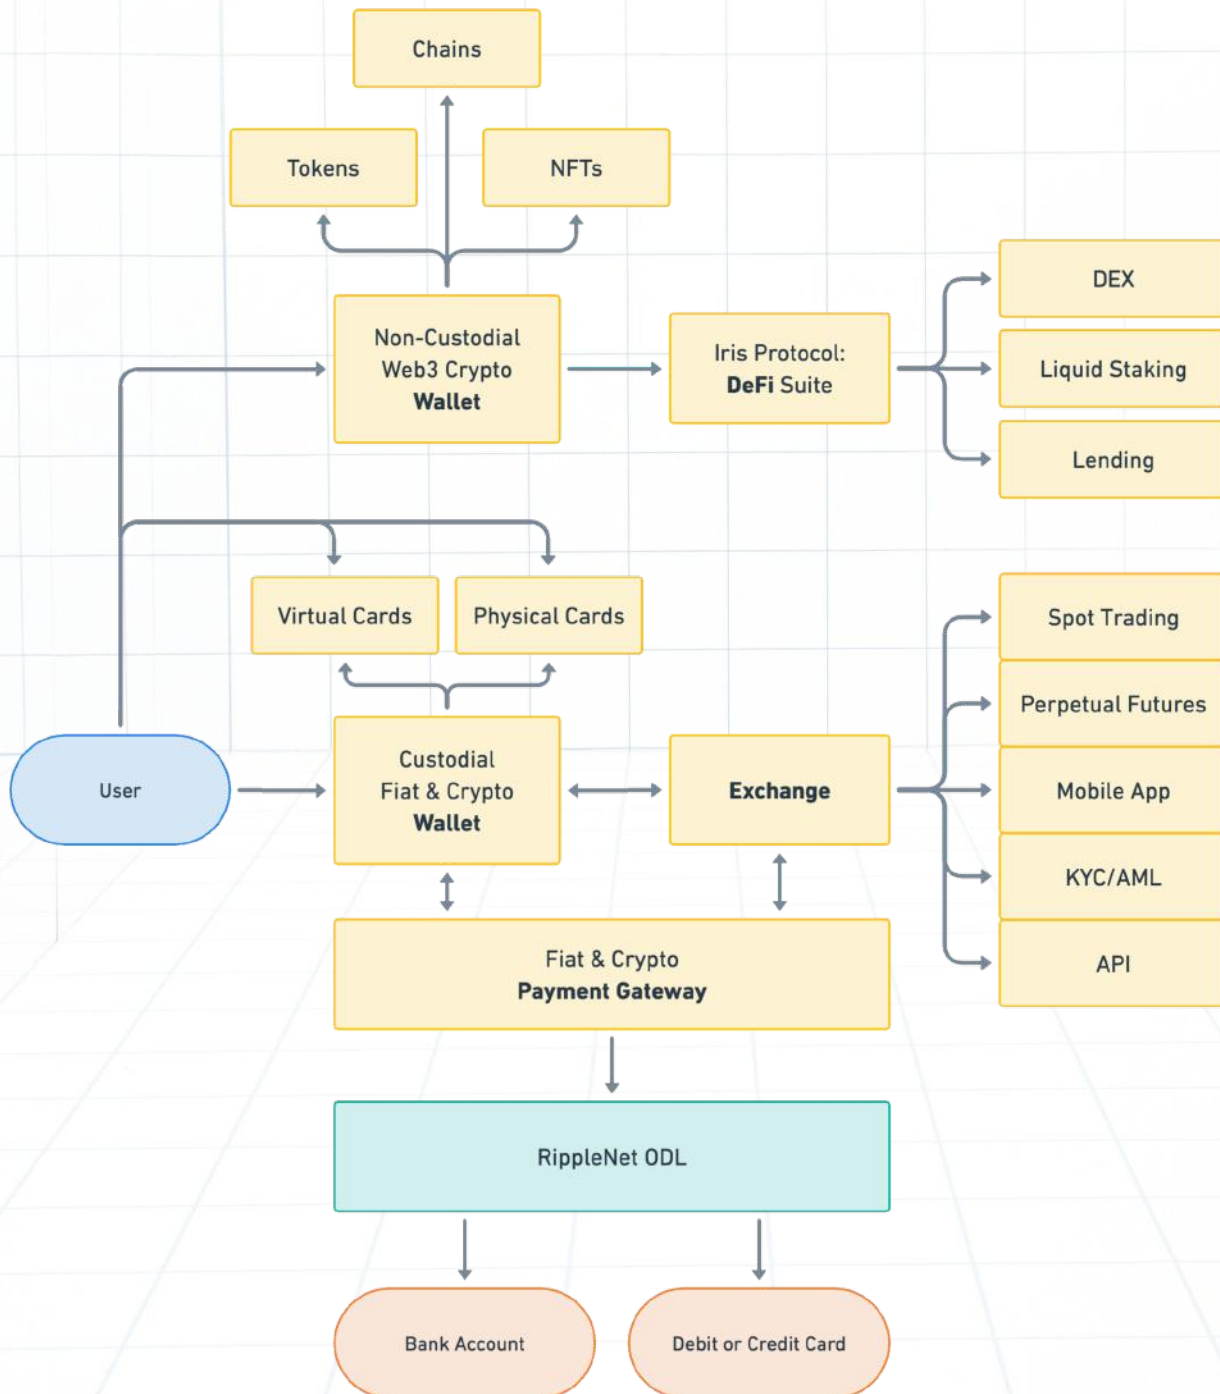 Chains
Tokens
NFTs
Non-Custodial
Web3 Crypto
Wallet
Iris Protocol:
DeFi Suite
DEX
Liquid Staking
Lending
Virtual Cards
Physical Cards
User
Custodial
Fiat & Crypto
Wallet
Exchange
Spot Trading
Perpetual Futures
Mobile App
KYC/AML
API
Fiat & Crypto
Payment Gateway
RippleNet ODL
Bank Account
Debit or Credit Card